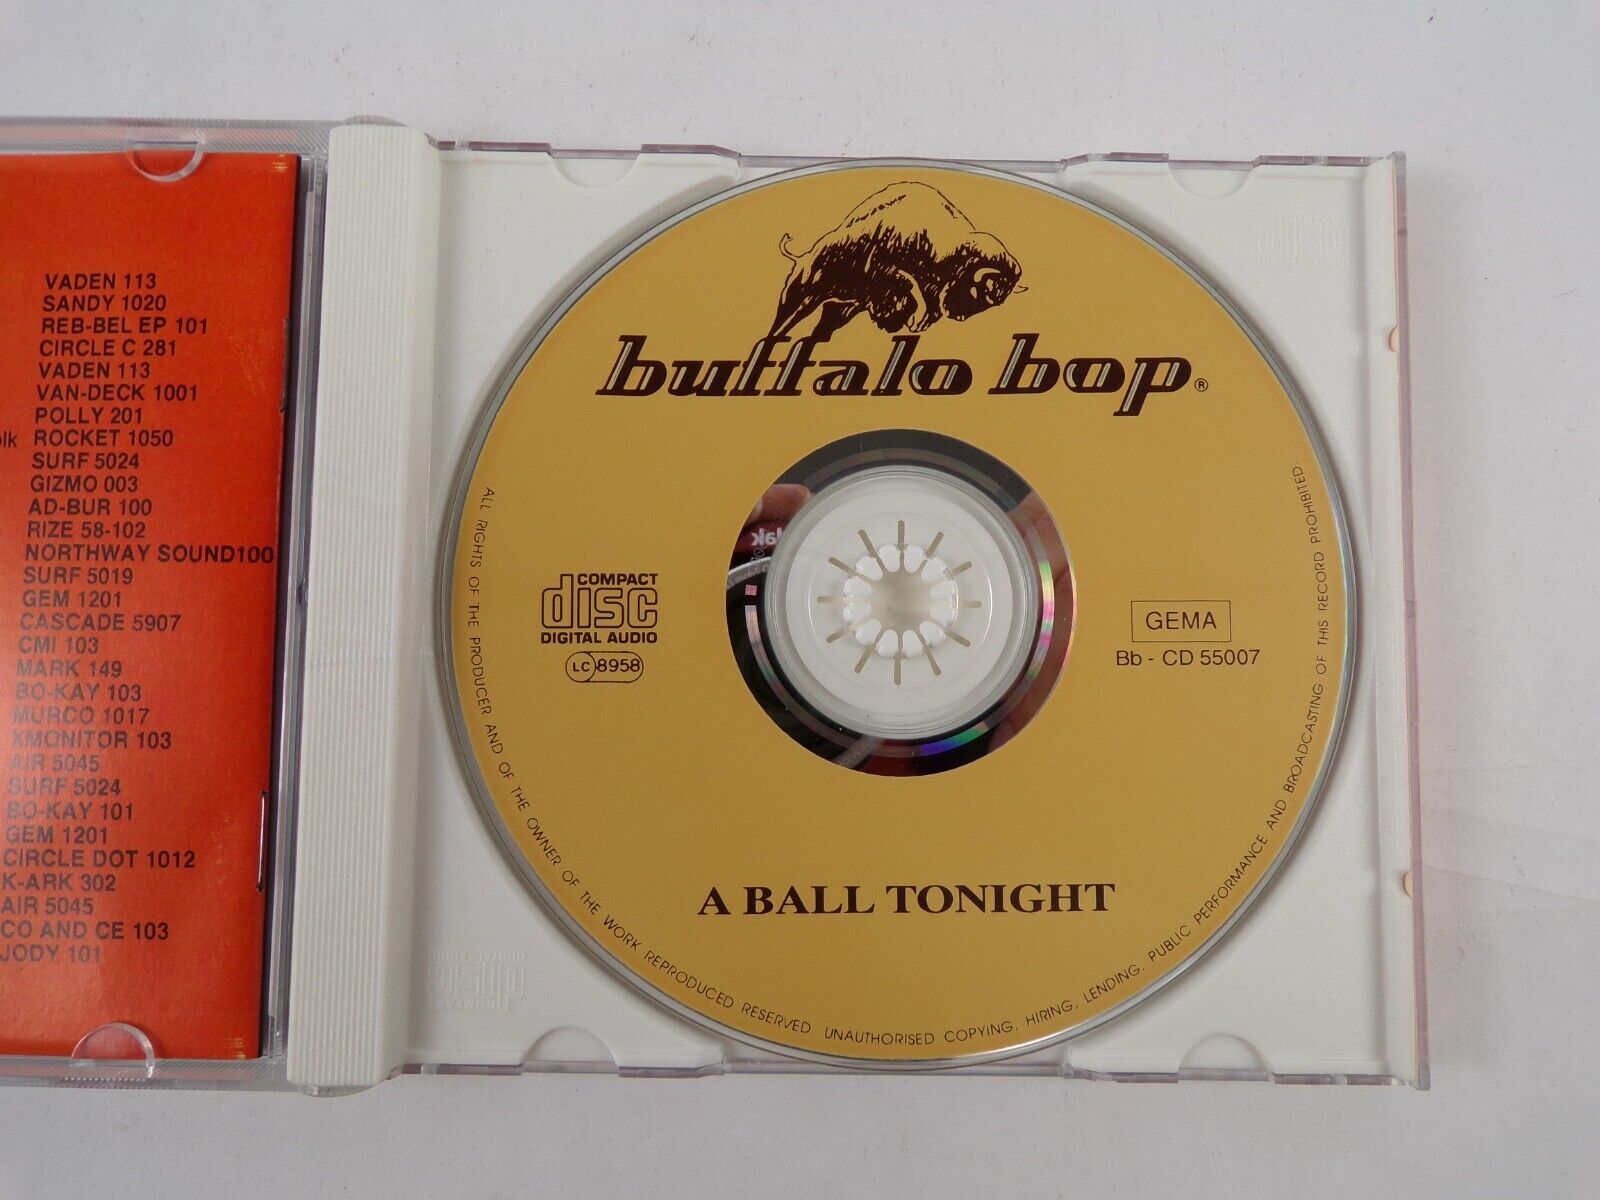 VADEN 113
SANDY 1020
REB-BEL EP 101
CIRCLE C 281
VADEN 113
VAN-DECK 1001
POLLY 201
olk ROCKET 1050
SURF 5024
GIZMO 003
AD-BUR 100
RIZE 58-102
NORTHWAY SOUND100
SURF 5019
GEM 1201
CASCADE 5907
CMI 103
MARK 149
BO-KAY 103
MURCO 1017
XMONITOR 103
AIR 5045
SURF 5024
BO-KAY 101
GEM 1201
CIRCLE DOT 1012
K-ARK 302
AIR 5045
CO AND CE 103
JODY 101
buffalo bop ®
COMPACT
disc
DIGITAL AUDIO
LC 8958
GEMA
Bb - CD 55007
A BALL TONIGHT
ALL RIGHTS OF THE PRODUCER AND OF THE OWNER OF THE WORK REPRODUCED RESERVED. UNAUTHORISED COPYING, HIRING, LENDING, PUBLIC PERFORMANCE AND BROADCASTING OF THIS RECORD PROHIBITED.